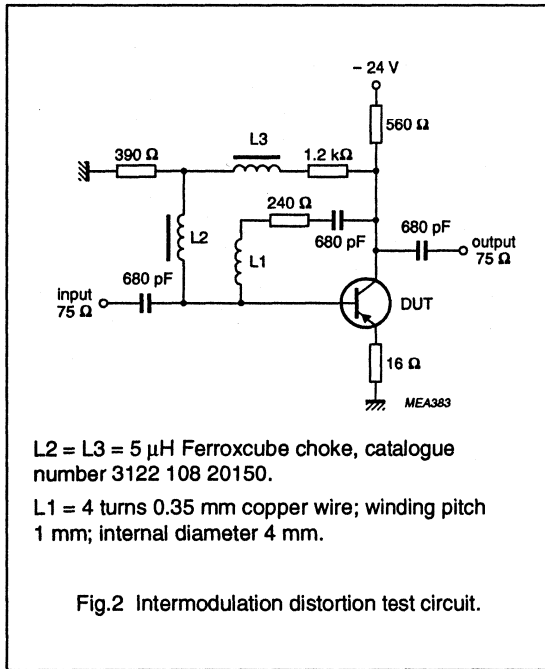 − 24 V
560 Ω
L3
390 Ω
1.2 kΩ
240 Ω
L2
680 pF
680 pF
output
75 Ω
L1
680 pF
input
75 Ω
DUT
16 Ω
MEA383
L2 = L3 = 5 μH Ferroxcube choke, catalogue
number 3122 108 20150.
L1 = 4 turns 0.35 mm copper wire; winding pitch
1 mm; internal diameter 4 mm.
Fig.2 Intermodulation distortion test circuit.